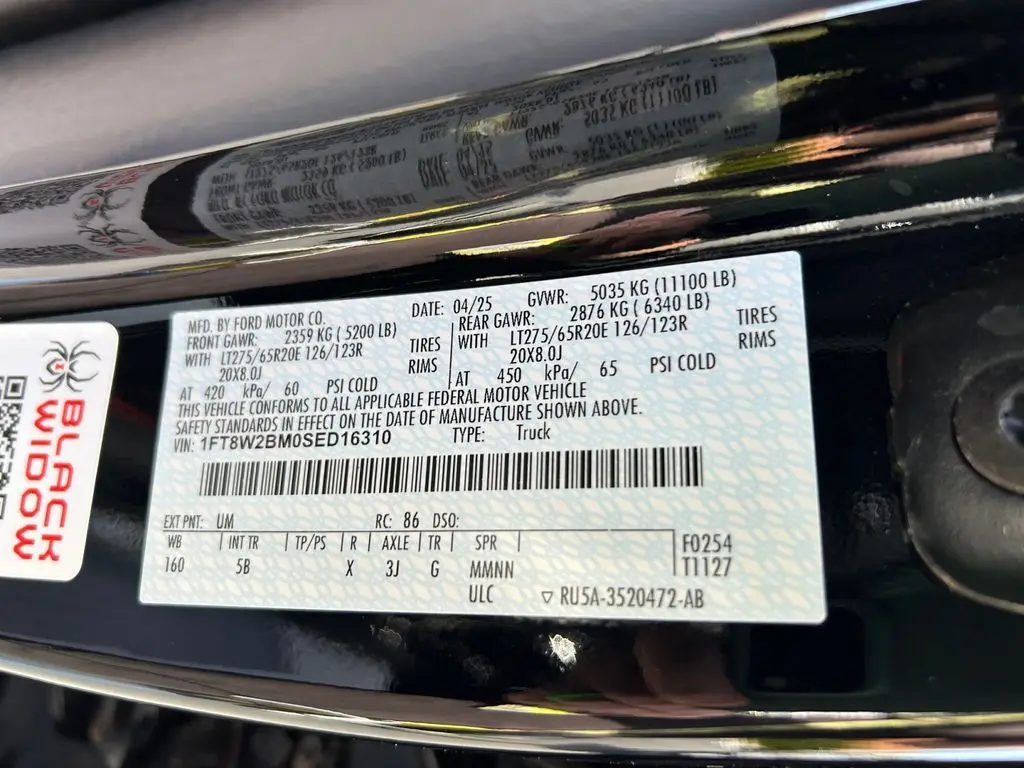 MFD. BY FORD MOTOR CO. DATE: 04/25 GVWR: 5035 KG (11100 LB)
FRONT GAWR: 2359 KG ( 5200 LB) REAR GAWR: 2876 KG ( 6340 LB)
WITH LT275/65R20E 126/123R TIRES WITH LT275/65R20E 126/123R TIRES
20X8.0J RIMS 20X8.0J RIMS
AT 420 kPa/ 60 PSI COLD AT 450 kPa/ 65 PSI COLD
THIS VEHICLE CONFORMS TO ALL APPLICABLE FEDERAL MOTOR VEHICLE
SAFETY STANDARDS IN EFFECT ON THE DATE OF MANUFACTURE SHOWN ABOVE.
VIN: 1FT8W2BM0SED16310 TYPE: Truck
EXT PNT: UM RC: 86 DSO:
WB INT TR TP/PS R AXLE TR SPR F0254
160 5B X 3J G MMNN T1127
ULC ▽ RU5A-3520472-AB
BLACK
WIDOW